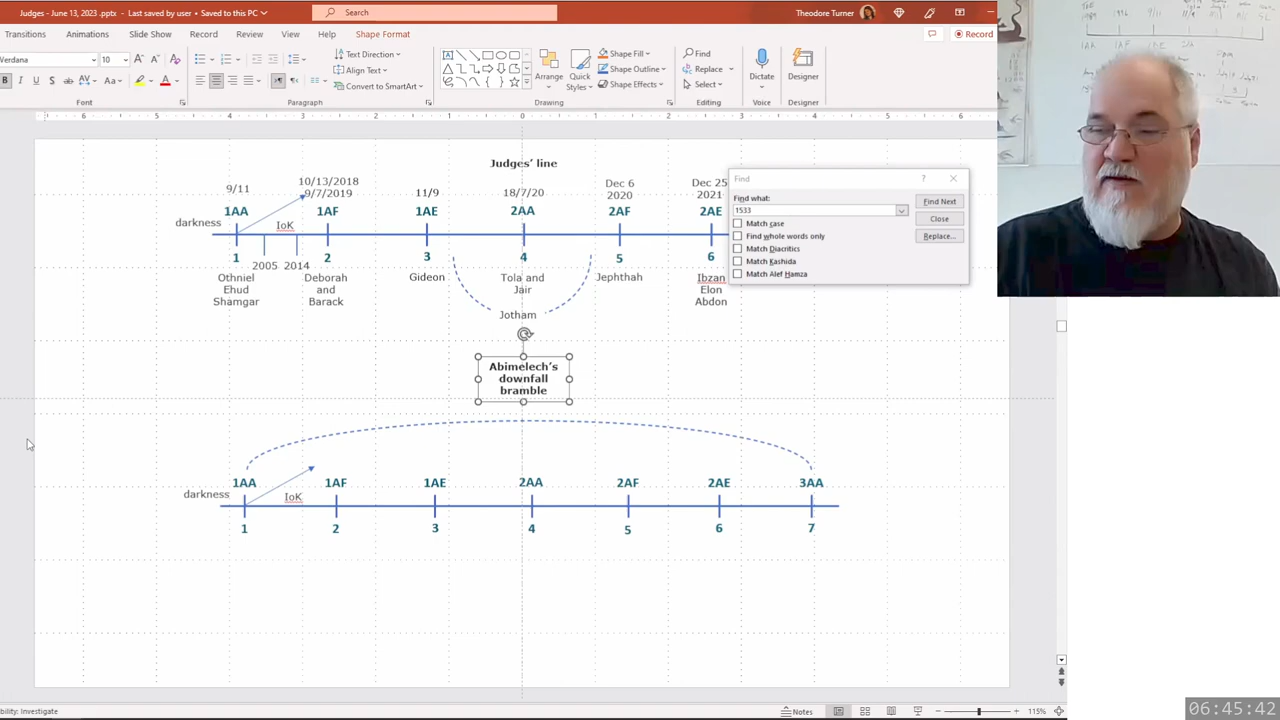 Judges - June 13, 2023 .pptx • Last saved by user • Saved to this PC
Search
Theodore Turner
Transitions
Animations
Slide Show
Record
Review
View
Help
Shape Format
Record
Verdana
10
Text Direction
Align Text
Convert to SmartArt
Arrange
Quick
Styles
Shape Fill
Shape Outline
Shape Effects
Find
Replace
Select
Dictate
Designer
Font
Paragraph
Drawing
Editing
Voice
Designer
Judges' line
9/11
10/13/2018
9/7/2019
11/9
18/7/20
Dec 6
2020
Dec 25
2021
darkness
1AA
IoK
1AF
1AE
2AA
2AF
2AE
1
2005
2014
2
3
4
5
6
Othniel
Ehud
Shamgar
Deborah
and
Barack
Gideon
Tola and
Jair
Jephthah
Ibzan
Elon
Abdon
Jotham
Abimelech's
downfall
bramble
Find
?
Find what:
1533
Find Next
Close
Replace...
Match case
Find whole words only
Match Diacritics
Match Kashida
Match Alef Hamza
darkness
1AA
IoK
1AF
1AE
2AA
2AF
2AE
3AA
1
2
3
4
5
6
7
bility: Investigate
Notes
115%
06:45:42